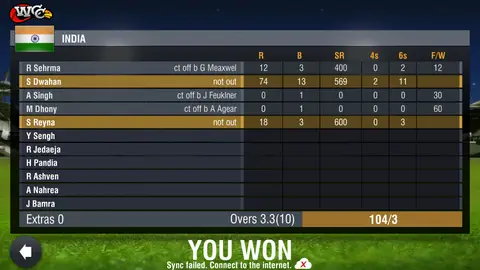 WCC
INDIA
R B SR 4s 6s F/W
R Sehrma ct off b G Meaxwel 12 3 400 0 2 12
S Dwahan not out 74 13 569 2 11
A Singh ct off b J Feuklner 0 1 0 0 0 30
M Dhony ct off b A Agear 0 1 0 0 0 60
S Reyna not out 18 3 600 0 3
Y Sengh
R Jedaeja
H Pandia
R Ashven
A Nahrea
J Bamra
Extras 0 Overs 3.3(10) 104/3
YOU WON
Sync failed. Connect to the internet.